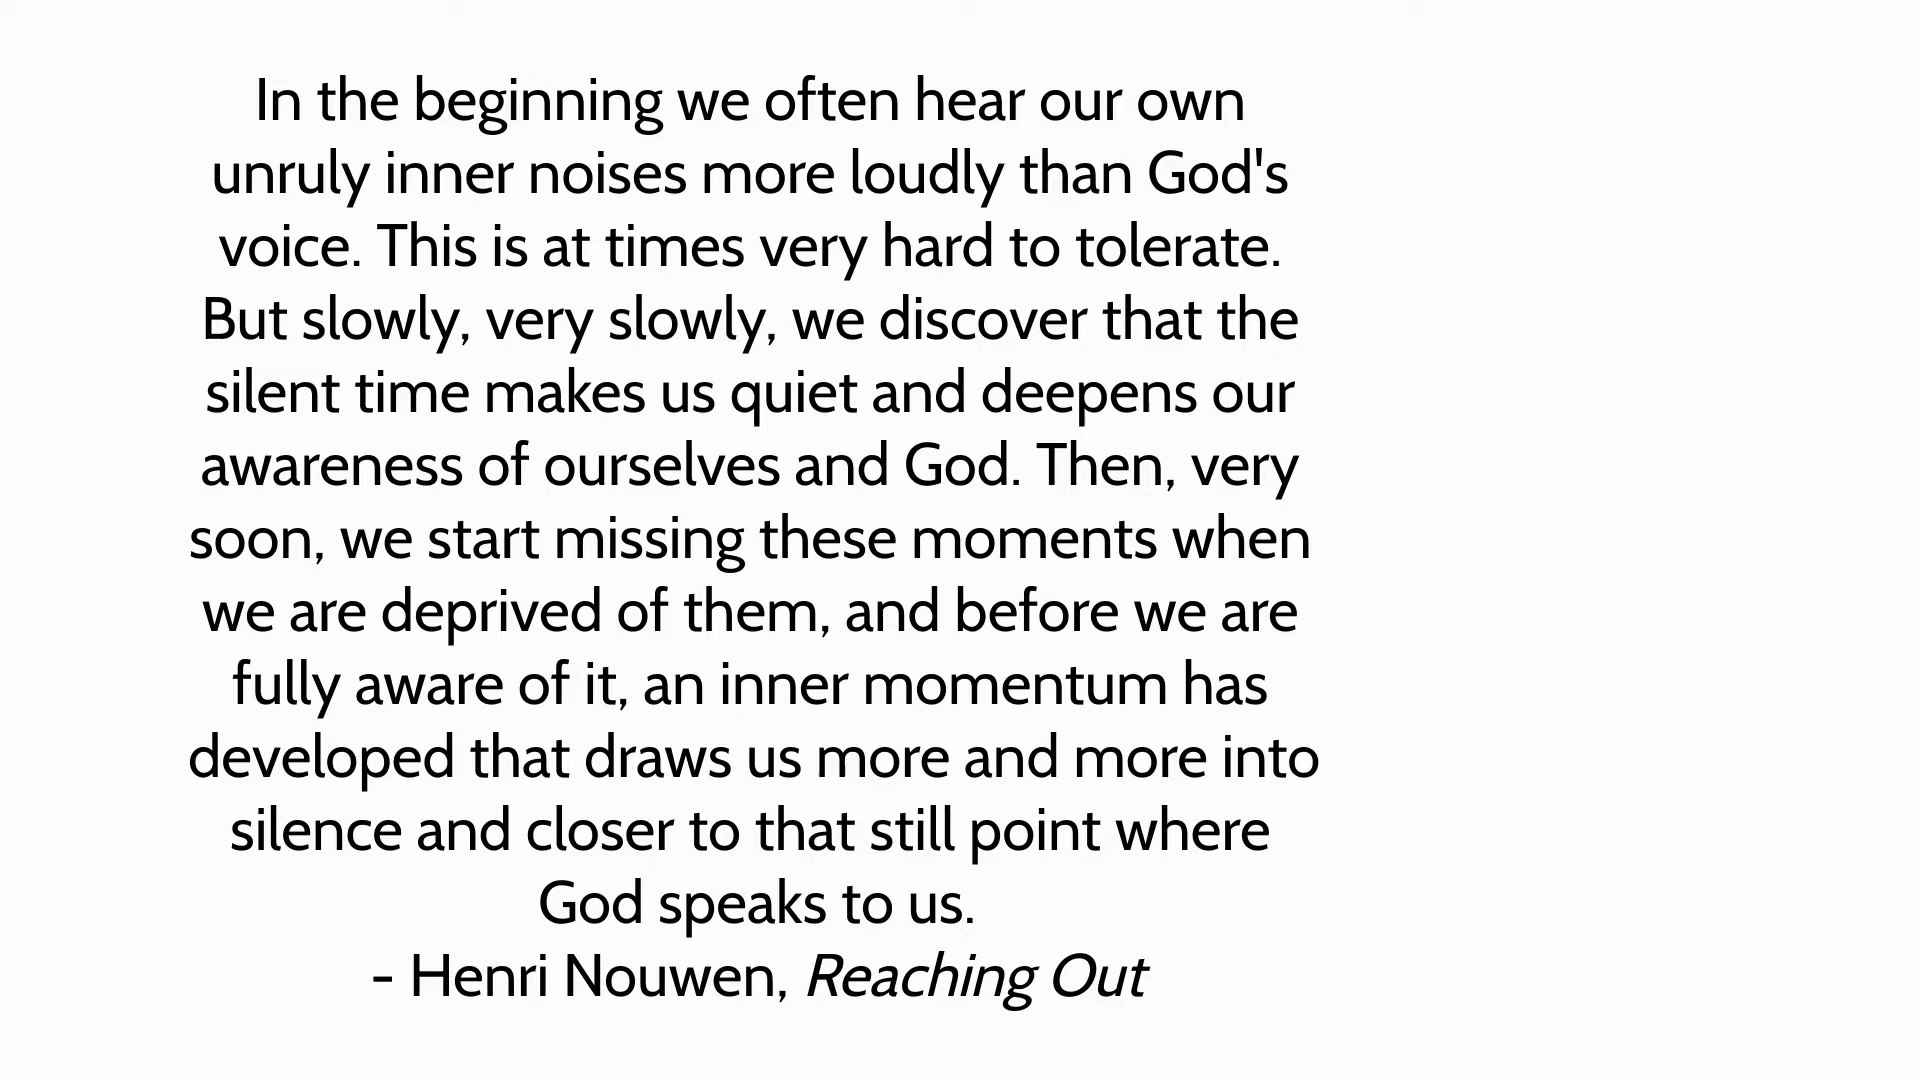 In the beginning we often hear our own
unruly inner noises more loudly than God's
voice. This is at times very hard to tolerate.
But slowly, very slowly, we discover that the
silent time makes us quiet and deepens our
awareness of ourselves and God. Then, very
soon, we start missing these moments when
we are deprived of them, and before we are
fully aware of it, an inner momentum has
developed that draws us more and more into
silence and closer to that still point where
God speaks to us.
- Henri Nouwen, Reaching Out